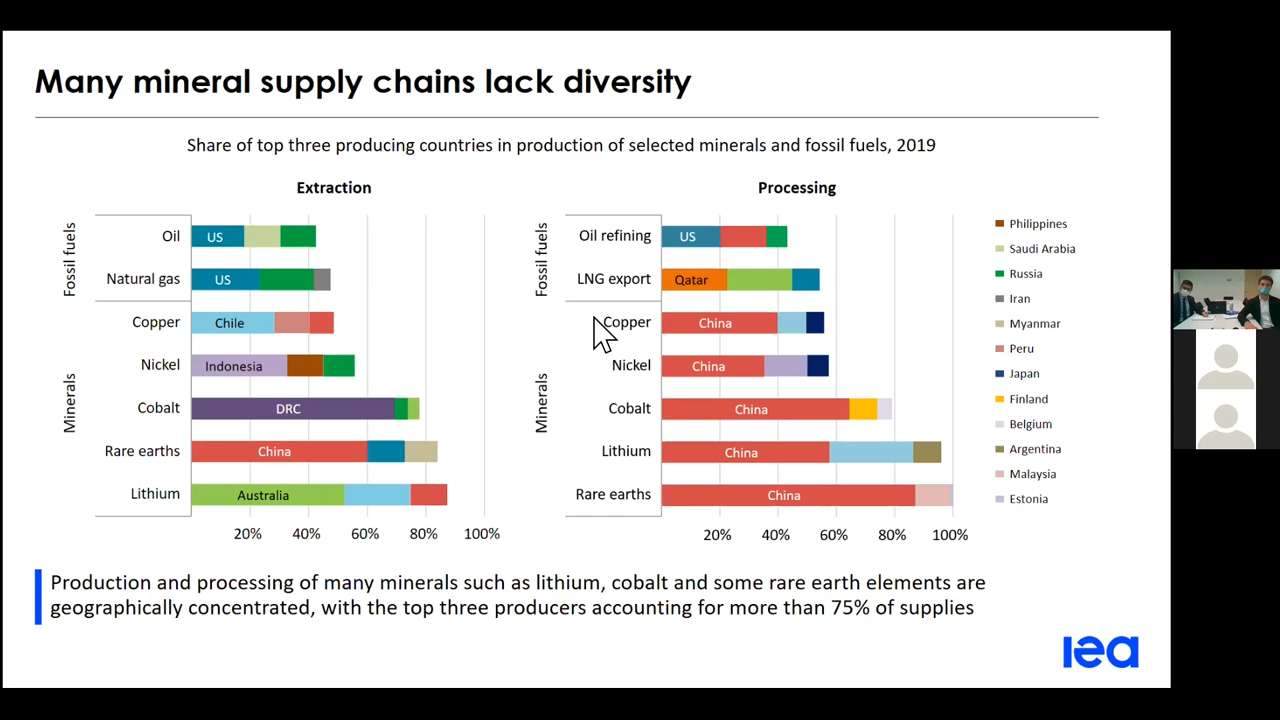 Many mineral supply chains lack diversity
Share of top three producing countries in production of selected minerals and fossil fuels, 2019
Extraction
Fossil fuels
Oil
US
Natural gas
US
Minerals
Copper
Chile
Nickel
Indonesia
Cobalt
DRC
Rare earths
China
Lithium
Australia
20% 40% 60% 80% 100%
Processing
Fossil fuels
Oil refining
US
LNG export
Qatar
Minerals
Copper
China
Nickel
China
Cobalt
China
Lithium
China
Rare earths
China
20% 40% 60% 80% 100%
Philippines
Saudi Arabia
Russia
Iran
Myanmar
Peru
Japan
Finland
Belgium
Argentina
Malaysia
Estonia
Production and processing of many minerals such as lithium, cobalt and some rare earth elements are
geographically concentrated, with the top three producers accounting for more than 75% of supplies
iea